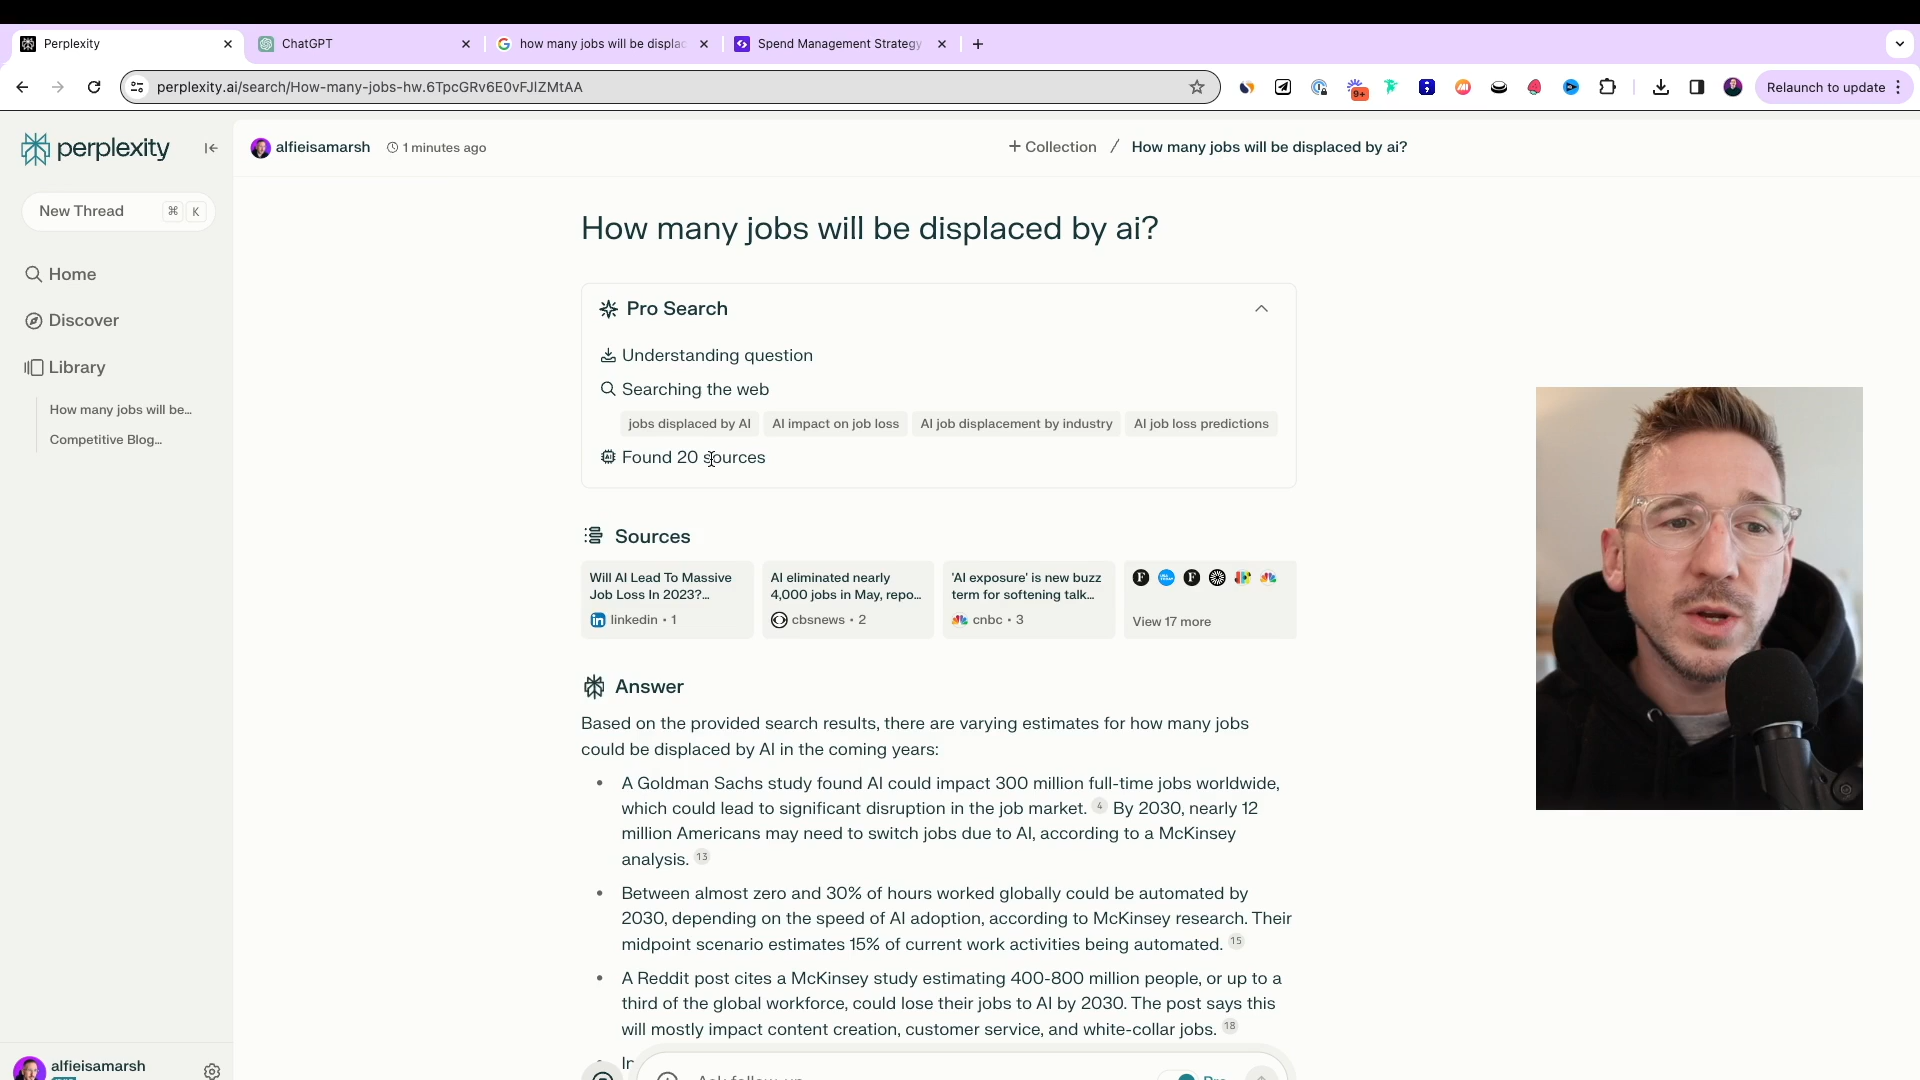 Perplexity
ChatGPT
how many jobs will be displac
Spend Management Strategy
perplexity.ai/search/How-many-jobs-hw.6TpcGRv6E0vFJlZMtAA
9+
Relaunch to update
perplexity
alfieisamarsh
1 minutes ago
+ Collection / How many jobs will be displaced by ai?
New Thread ⌘ K
Home
Discover
Library
How many jobs will be...
Competitive Blog...
How many jobs will be displaced by ai?
Pro Search
Understanding question
Searching the web
jobs displaced by AI
AI impact on job loss
AI job displacement by industry
AI job loss predictions
Found 20 sources
Sources
Will AI Lead To Massive
Job Loss In 2023?...
linkedin • 1
AI eliminated nearly
4,000 jobs in May, repo...
cbsnews • 2
'AI exposure' is new buzz
term for softening talk...
cnbc • 3
View 17 more
Answer
Based on the provided search results, there are varying estimates for how many jobs
could be displaced by AI in the coming years:
• A Goldman Sachs study found AI could impact 300 million full-time jobs worldwide,
which could lead to significant disruption in the job market. 4 By 2030, nearly 12
million Americans may need to switch jobs due to AI, according to a McKinsey
analysis. 13
• Between almost zero and 30% of hours worked globally could be automated by
2030, depending on the speed of AI adoption, according to McKinsey research. Their
midpoint scenario estimates 15% of current work activities being automated. 15
• A Reddit post cites a McKinsey study estimating 400-800 million people, or up to a
third of the global workforce, could lose their jobs to AI by 2030. The post says this
will mostly impact content creation, customer service, and white-collar jobs. 18
Ask follow-up
Pro
alfieisamarsh